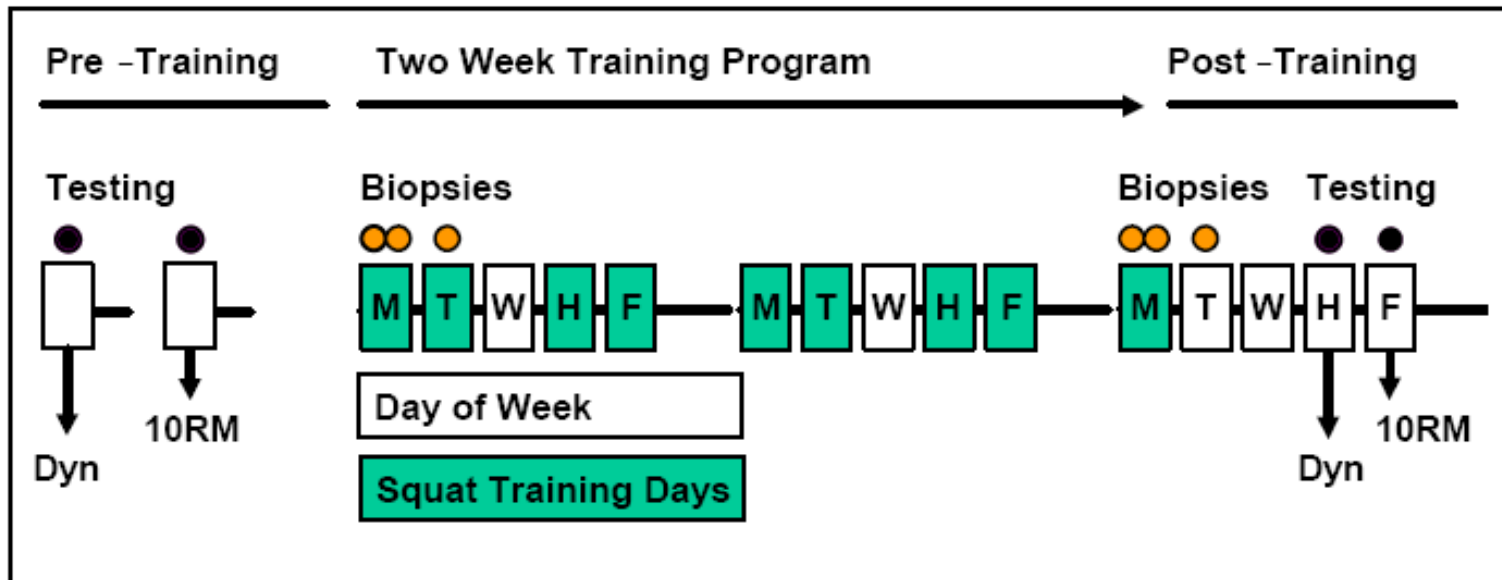 Pre –Training Two Week Training Program Post –Training
Testing Biopsies Biopsies Testing
M T W H F M T W H F M T W H F
Day of Week
10RM 10RM
Dyn Dyn
Squat Training Days